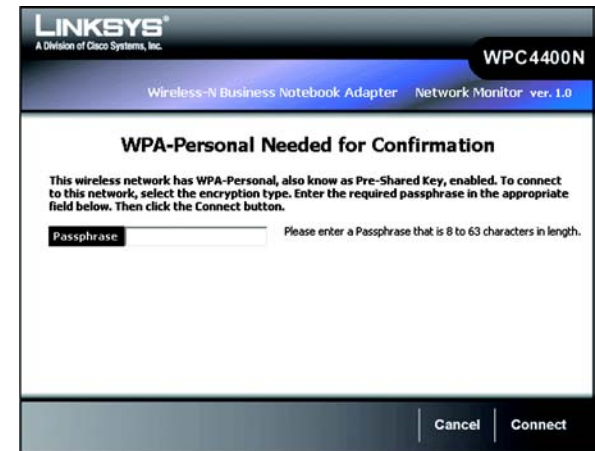 LINKSYS®
A Division of Cisco Systems, Inc.
WPC4400N
Wireless-N Business Notebook Adapter Network Monitor ver. 1.0
WPA-Personal Needed for Confirmation
This wireless network has WPA-Personal, also know as Pre-Shared Key, enabled. To connect
to this network, select the encryption type. Enter the required passphrase in the appropriate
field below. Then click the Connect button.
Passphrase Please enter a Passphrase that is 8 to 63 characters in length.
Cancel Connect